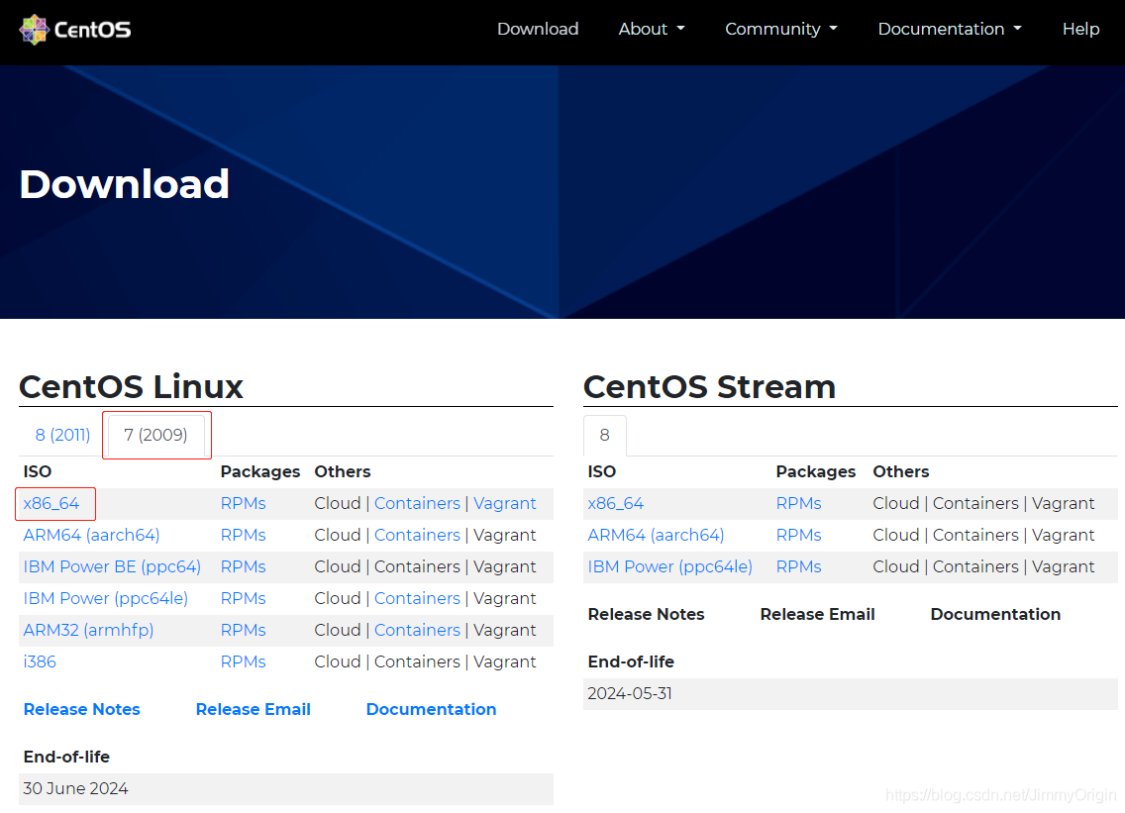 CentOS
Download About Community Documentation Help
Download
CentOS Linux
8 (2011) 7 (2009)
ISO Packages Others
x86_64 RPMs Cloud | Containers | Vagrant
ARM64 (aarch64) RPMs Cloud | Containers | Vagrant
IBM Power BE (ppc64) RPMs Cloud | Containers | Vagrant
IBM Power (ppc64le) RPMs Cloud | Containers | Vagrant
ARM32 (armhfp) RPMs Cloud | Containers | Vagrant
i386 RPMs Cloud | Containers | Vagrant
Release Notes Release Email Documentation
End-of-life
30 June 2024
CentOS Stream
8
ISO Packages Others
x86_64 RPMs Cloud | Containers | Vagrant
ARM64 (aarch64) RPMs Cloud | Containers | Vagrant
IBM Power (ppc64le) RPMs Cloud | Containers | Vagrant
Release Notes Release Email Documentation
End-of-life
2024-05-31
https://blog.csdn.net/JimmyOrigin